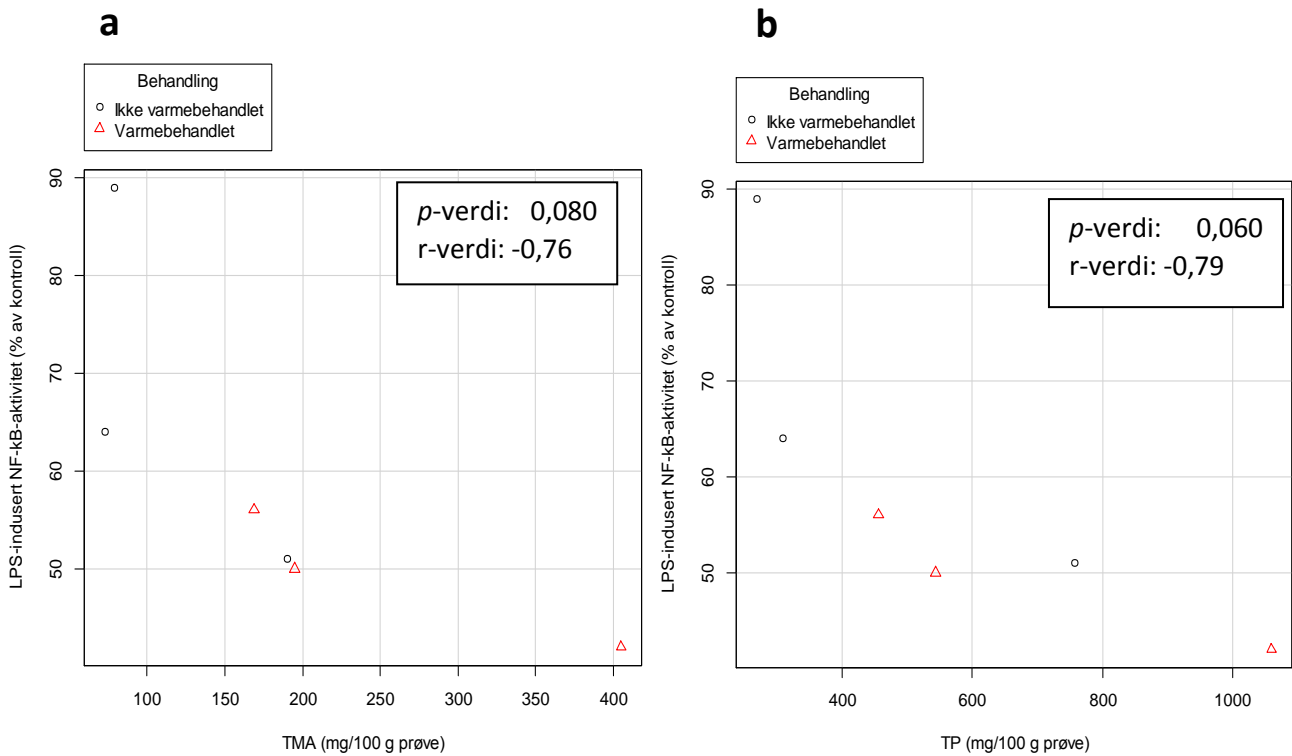 a
Behandling
Ikke varmebehandlet
Varmebehandlet
p-verdi: 0,080
r-verdi: -0,76
LPS-indusert NF-kB-aktivitet (% av kontroll)
90
80
70
60
50
100 150 200 250 300 350 400
TMA (mg/100 g prøve)
b
Behandling
Ikke varmebehandlet
Varmebehandlet
p-verdi: 0,060
r-verdi: -0,79
LPS-indusert NF-kB-aktivitet (% av kontroll)
90
80
70
60
50
400 600 800 1000
TP (mg/100 g prøve)